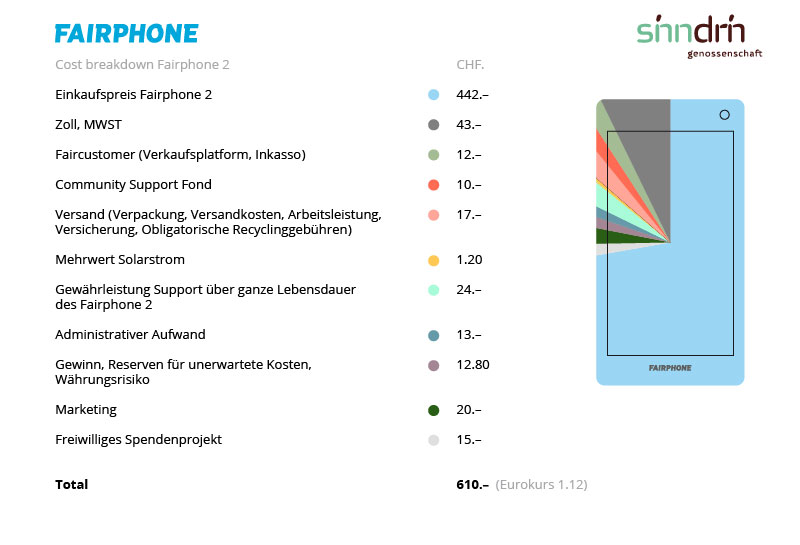 FAIRPHONE
sinndrin
genossenschaft
Cost breakdown Fairphone 2 CHF.
Einkaufspreis Fairphone 2 442.–
Zoll, MWST 43.–
Faircustomer (Verkaufsplatform, Inkasso) 12.–
Community Support Fond 10.–
Versand (Verpackung, Versandkosten, Arbeitsleistung, 17.–
Versicherung, Obligatorische Recyclinggebühren)
Mehrwert Solarstrom 1.20
Gewährleistung Support über ganze Lebensdauer 24.–
des Fairphone 2
Administrativer Aufwand 13.–
Gewinn, Reserven für unerwartete Kosten, 12.80
Währungsrisiko
FAIRPHONE
Marketing 20.–
Freiwilliges Spendenprojekt 15.–
Total 610.– (Eurokurs 1.12)